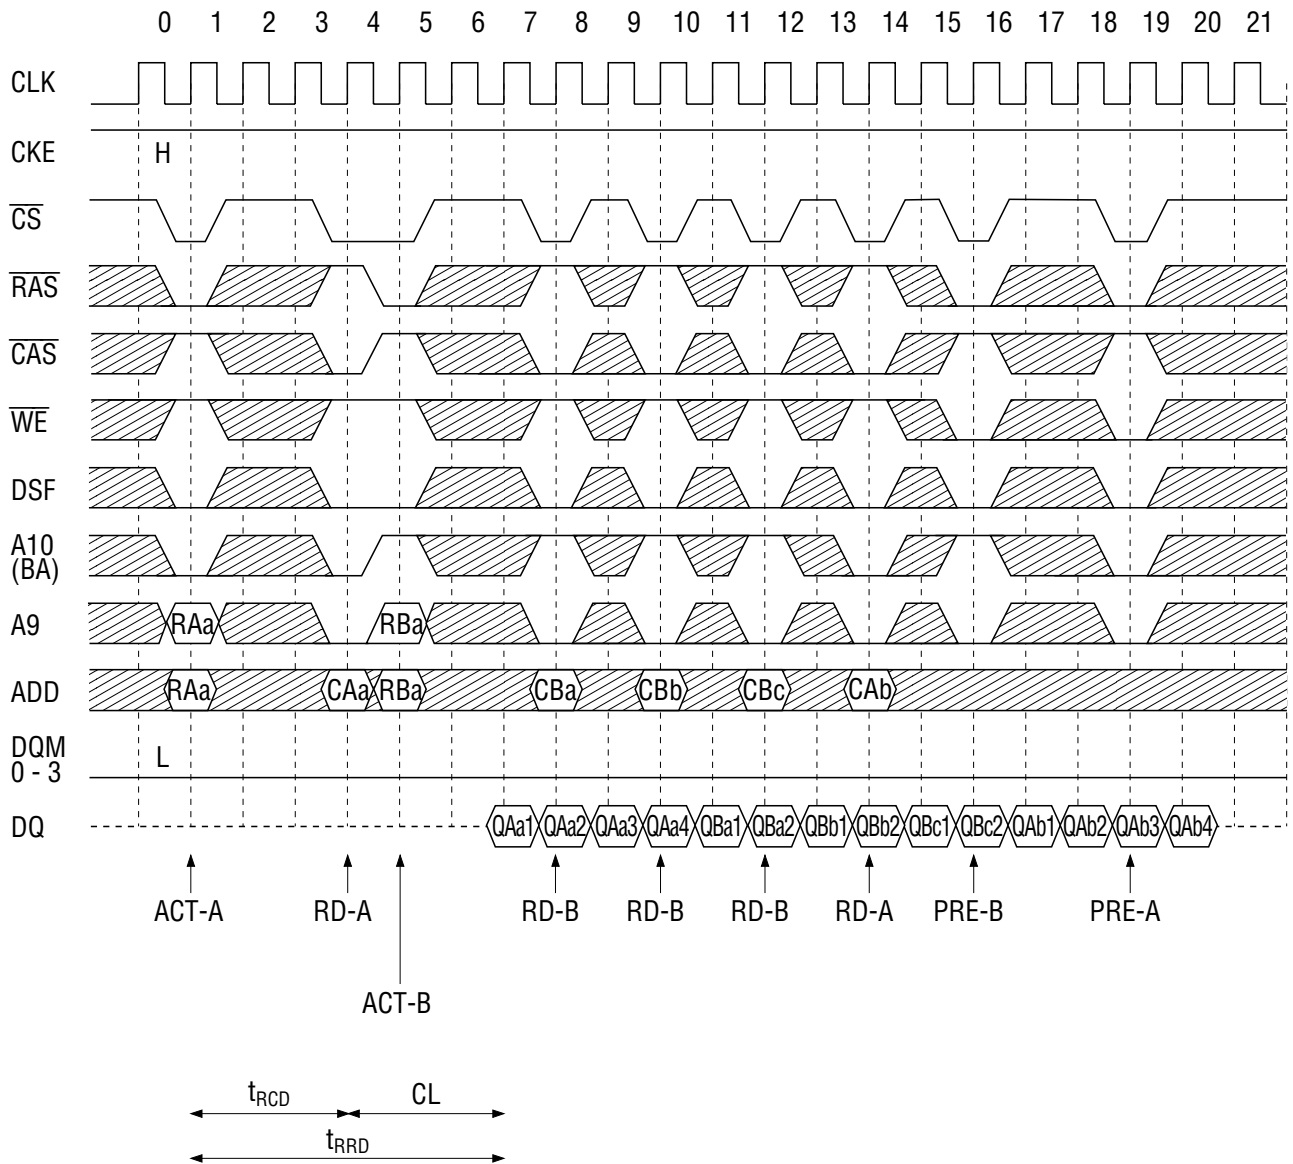 0 1 2 3 4 5 6 7 8 9 10 11 12 13 14 15 16 17 18 19 20 21
CLK
CKE H
CS
RAS
CAS
WE
DSF
A10
(BA)
A9 RAa RBa
ADD RAa CAa RBa CBa CBb CBc CAb
DQM L
0 - 3
DQ QAa1 QAa2 QAa3 QAa4 QBa1 QBa2 QBb1 QBb2 QBc1 QBc2 QAb1 QAb2 QAb3 QAb4
ACT-A RD-A RD-B RD-B RD-B RD-A PRE-B PRE-A
ACT-B
tRCD CL
tRRD